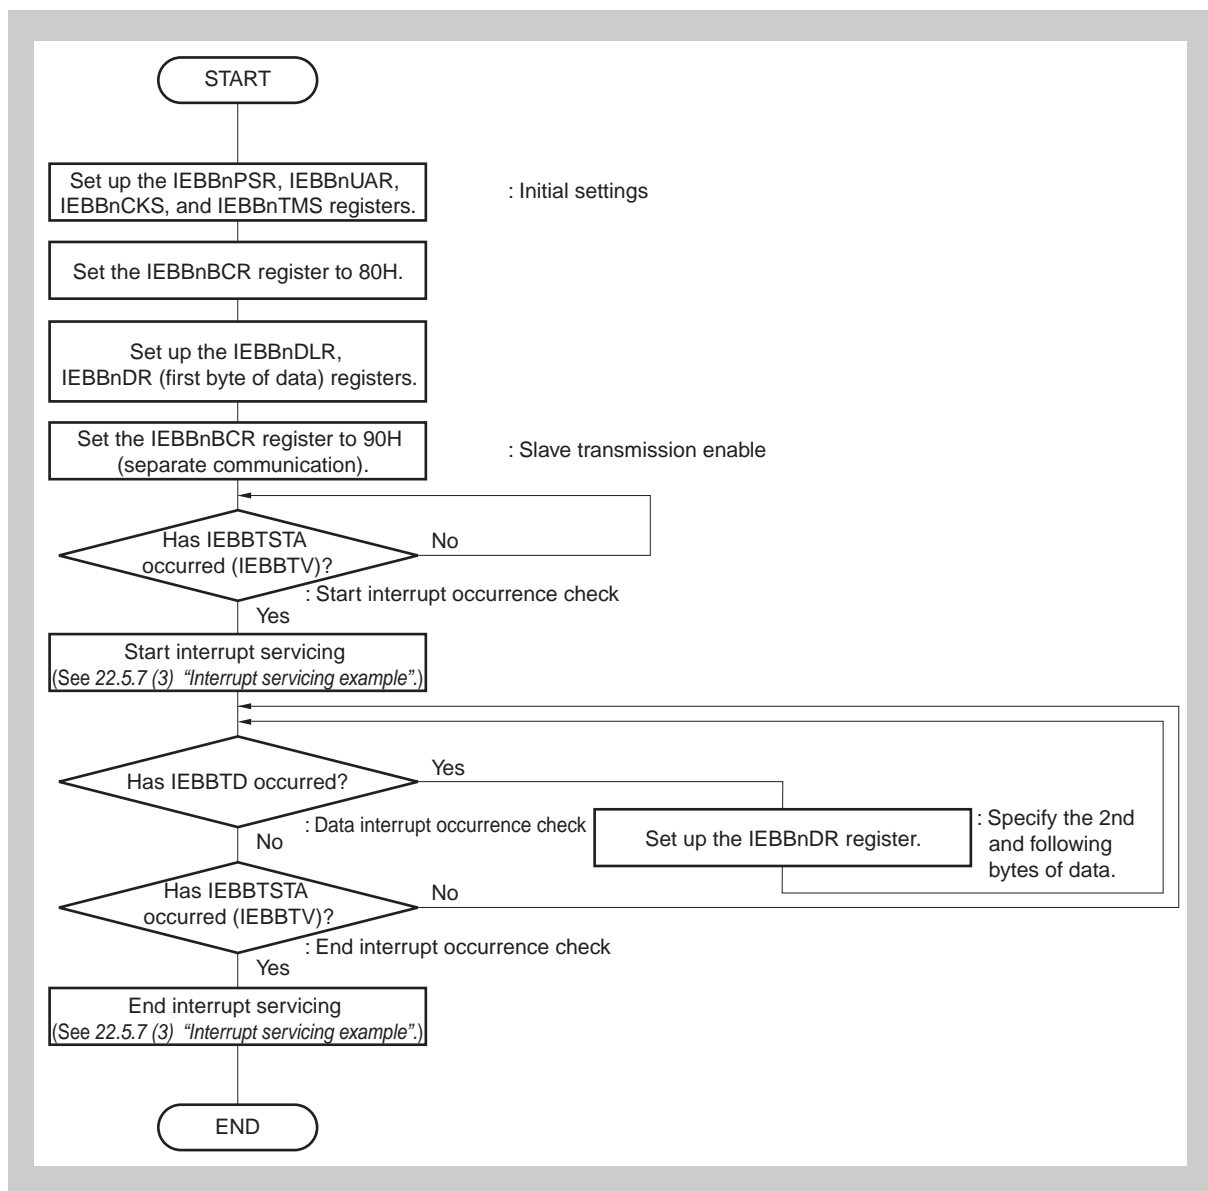 START
Set up the IEBBnPSR, IEBBnUAR,
IEBBnCKS, and IEBBnTMS registers.
: Initial settings
Set the IEBBnBCR register to 80H.
Set up the IEBBnDLR,
IEBBnDR (first byte of data) registers.
Set the IEBBnBCR register to 90H
(separate communication).
: Slave transmission enable
Has IEBBTSTA
occurred (IEBBTV)?
No
: Start interrupt occurrence check
Yes
Start interrupt servicing
(See 22.5.7 (3) “Interrupt servicing example”.)
Has IEBBTD occurred?
Yes
: Data interrupt occurrence check
No
Set up the IEBBnDR register.
: Specify the 2nd
and following
bytes of data.
Has IEBBTSTA
occurred (IEBBTV)?
No
: End interrupt occurrence check
Yes
End interrupt servicing
(See 22.5.7 (3) “Interrupt servicing example”.)
END